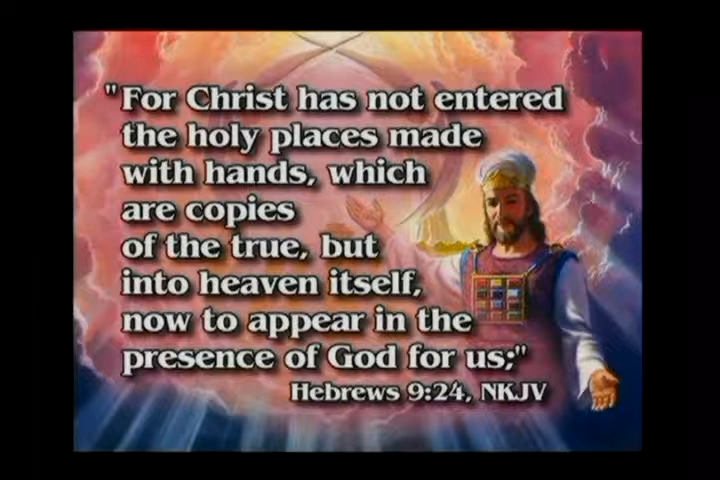 "For Christ has not entered
the holy places made
with hands, which
are copies
of the true, but
into heaven itself,
now to appear in the
presence of God for us;"
Hebrews 9:24, NKJV